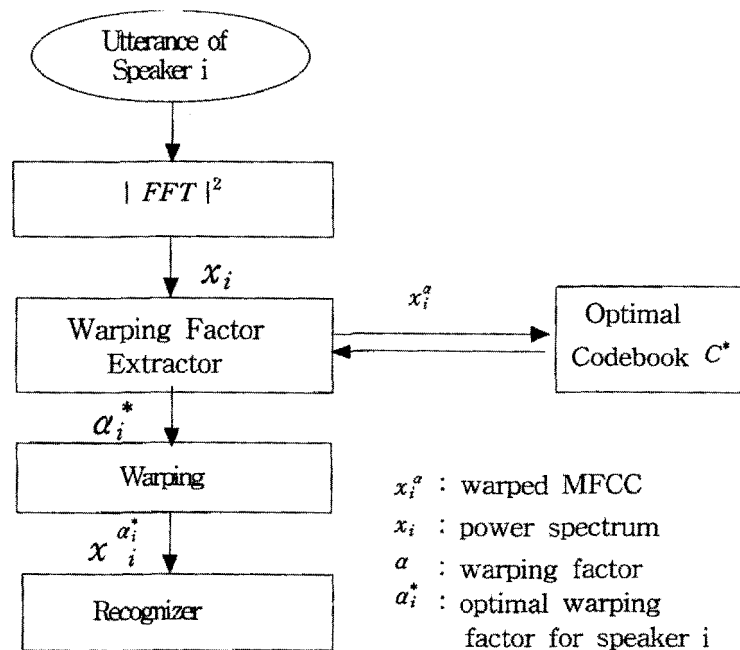 Utterance of
Speaker i
| FFT |²
x_i
Warping Factor
Extractor
x_i^α
Optimal
Codebook C*
α_i*
Warping
x_i^{α_i*}
Recognizer
x_i^α : warped MFCC
x_i : power spectrum
α : warping factor
α_i* : optimal warping
factor for speaker i